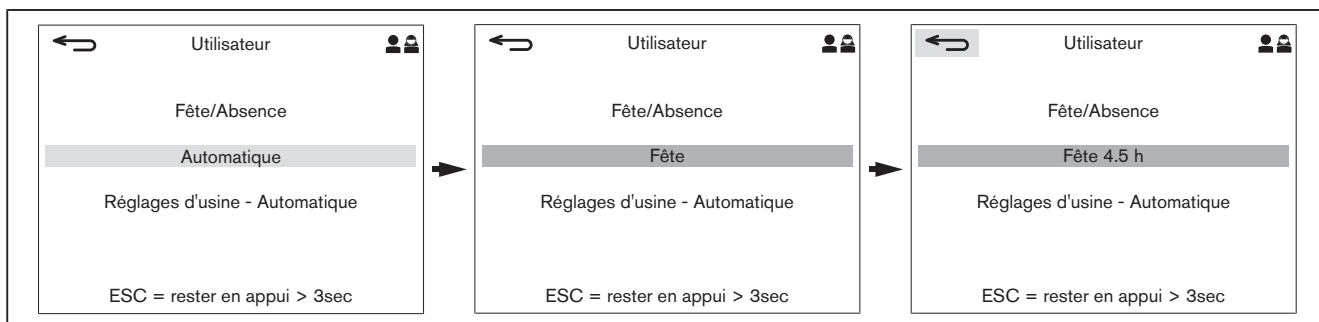 Utilisateur
Fête/Absence
Automatique
Réglages d'usine - Automatique
ESC = rester en appui > 3sec
Utilisateur
Fête/Absence
Fête
Réglages d'usine - Automatique
ESC = rester en appui > 3sec
Utilisateur
Fête/Absence
Fête 4.5 h
Réglages d'usine - Automatique
ESC = rester en appui > 3sec